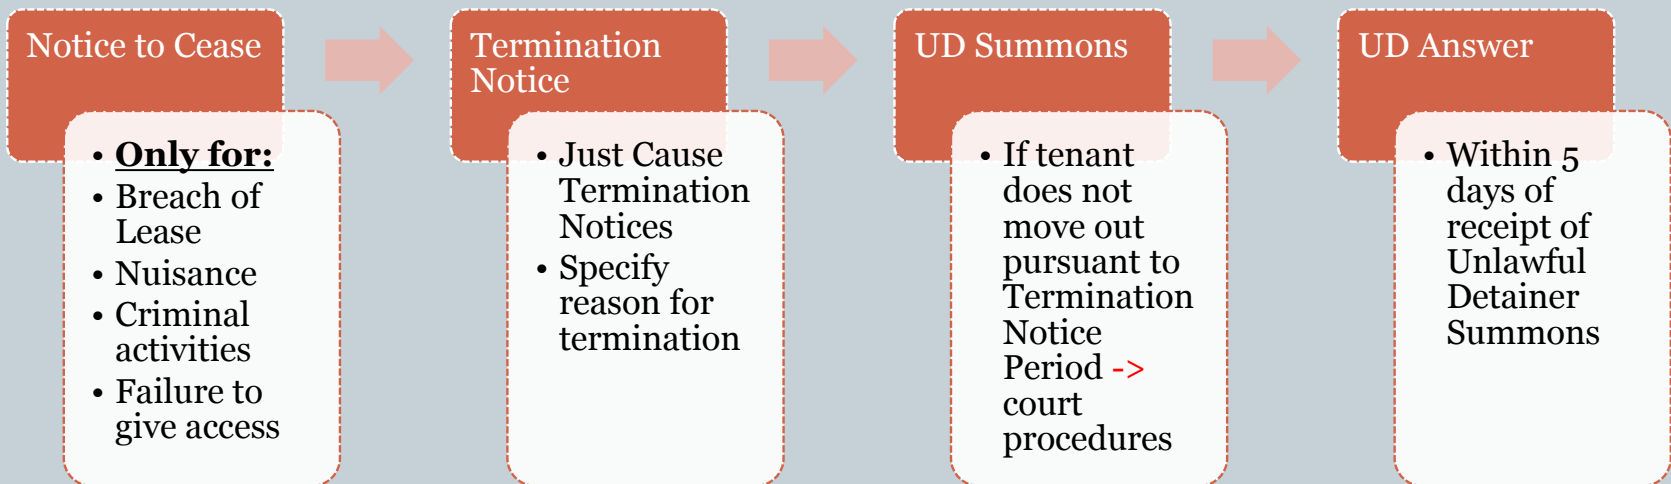 Notice to Cease
• Only for:
• Breach of
Lease
• Nuisance
• Criminal
activities
• Failure to
give access
Termination
Notice
• Just Cause
Termination
Notices
• Specify
reason for
termination
UD Summons
• If tenant
does not
move out
pursuant to
Termination
Notice
Period ->
court
procedures
UD Answer
• Within 5
days of
receipt of
Unlawful
Detainer
Summons